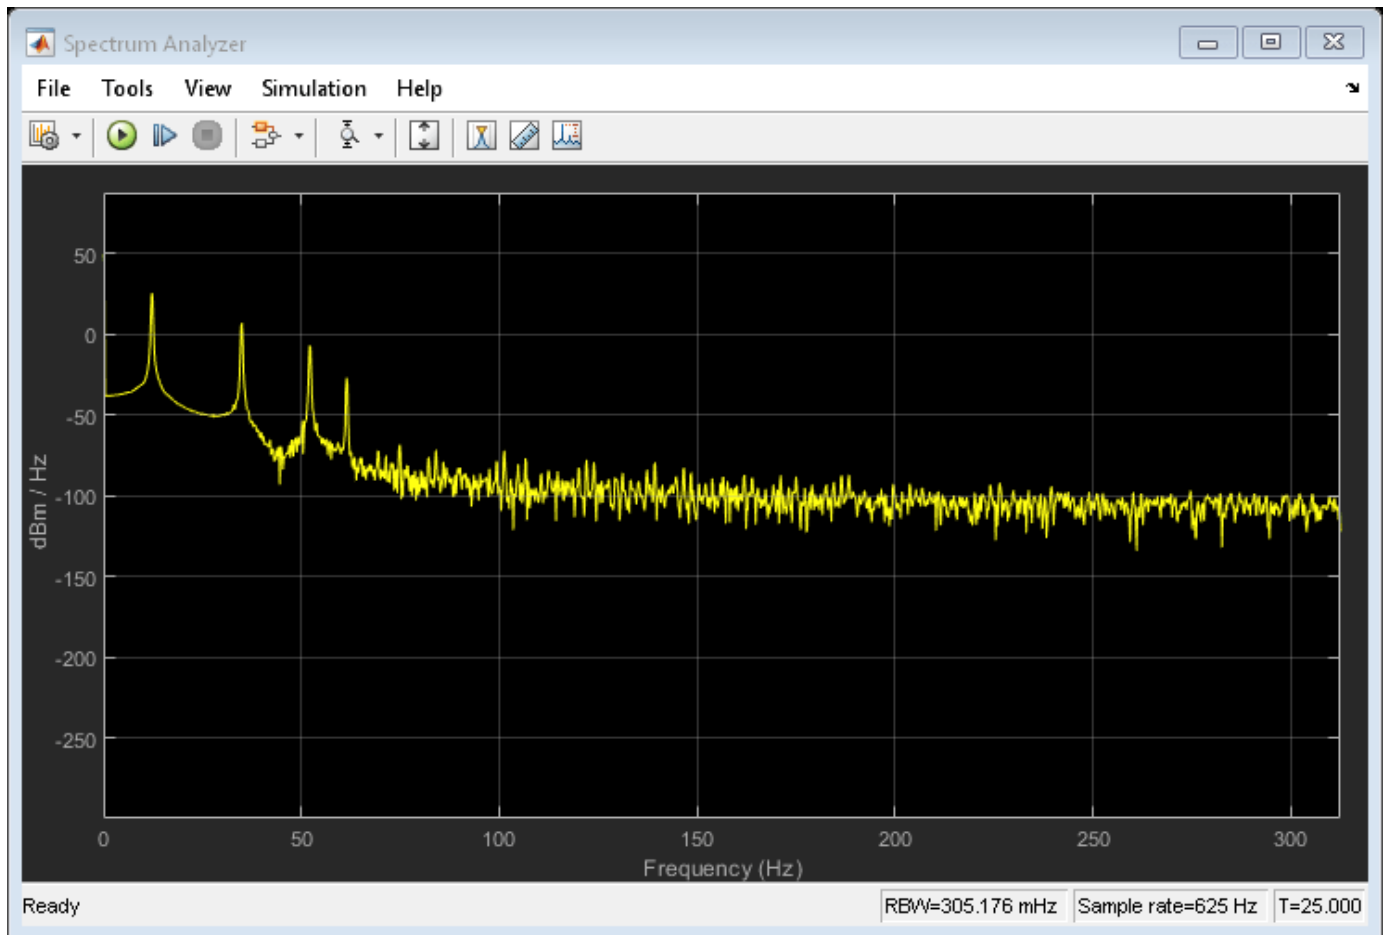 Spectrum Analyzer
File Tools View Simulation Help
50
0
-50
-100
-150
-200
-250
dBm / Hz
0 50 100 150 200 250 300
Frequency (Hz)
Ready RBW=305.176 mHz Sample rate=625 Hz T=25.000